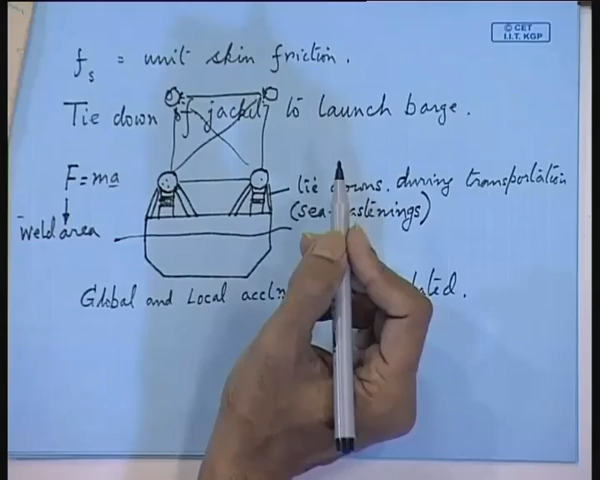 © CET
I.I.T. KGP
fs = unit skin friction.
Tie down of jacket to launch barge.
F = ma
tie downs during transportation
(sea-fastenings)
weld area
Global and Local accln